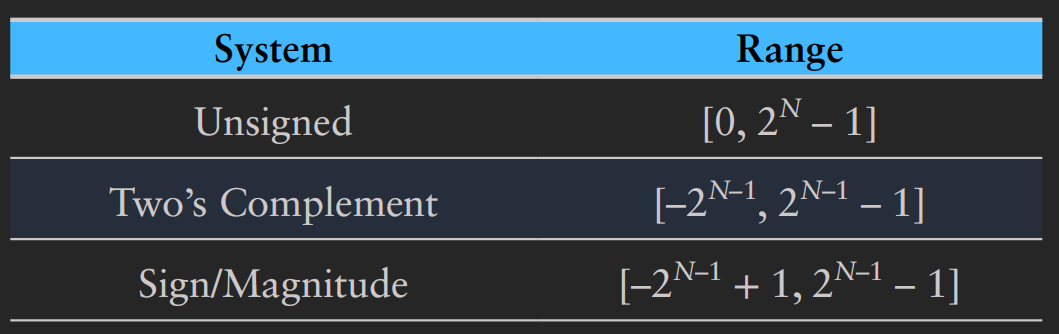 System Range
Unsigned [0, 2^N – 1]
Two’s Complement [–2^N–1, 2^N–1 – 1]
Sign/Magnitude [–2^N–1 + 1, 2^N–1 – 1]